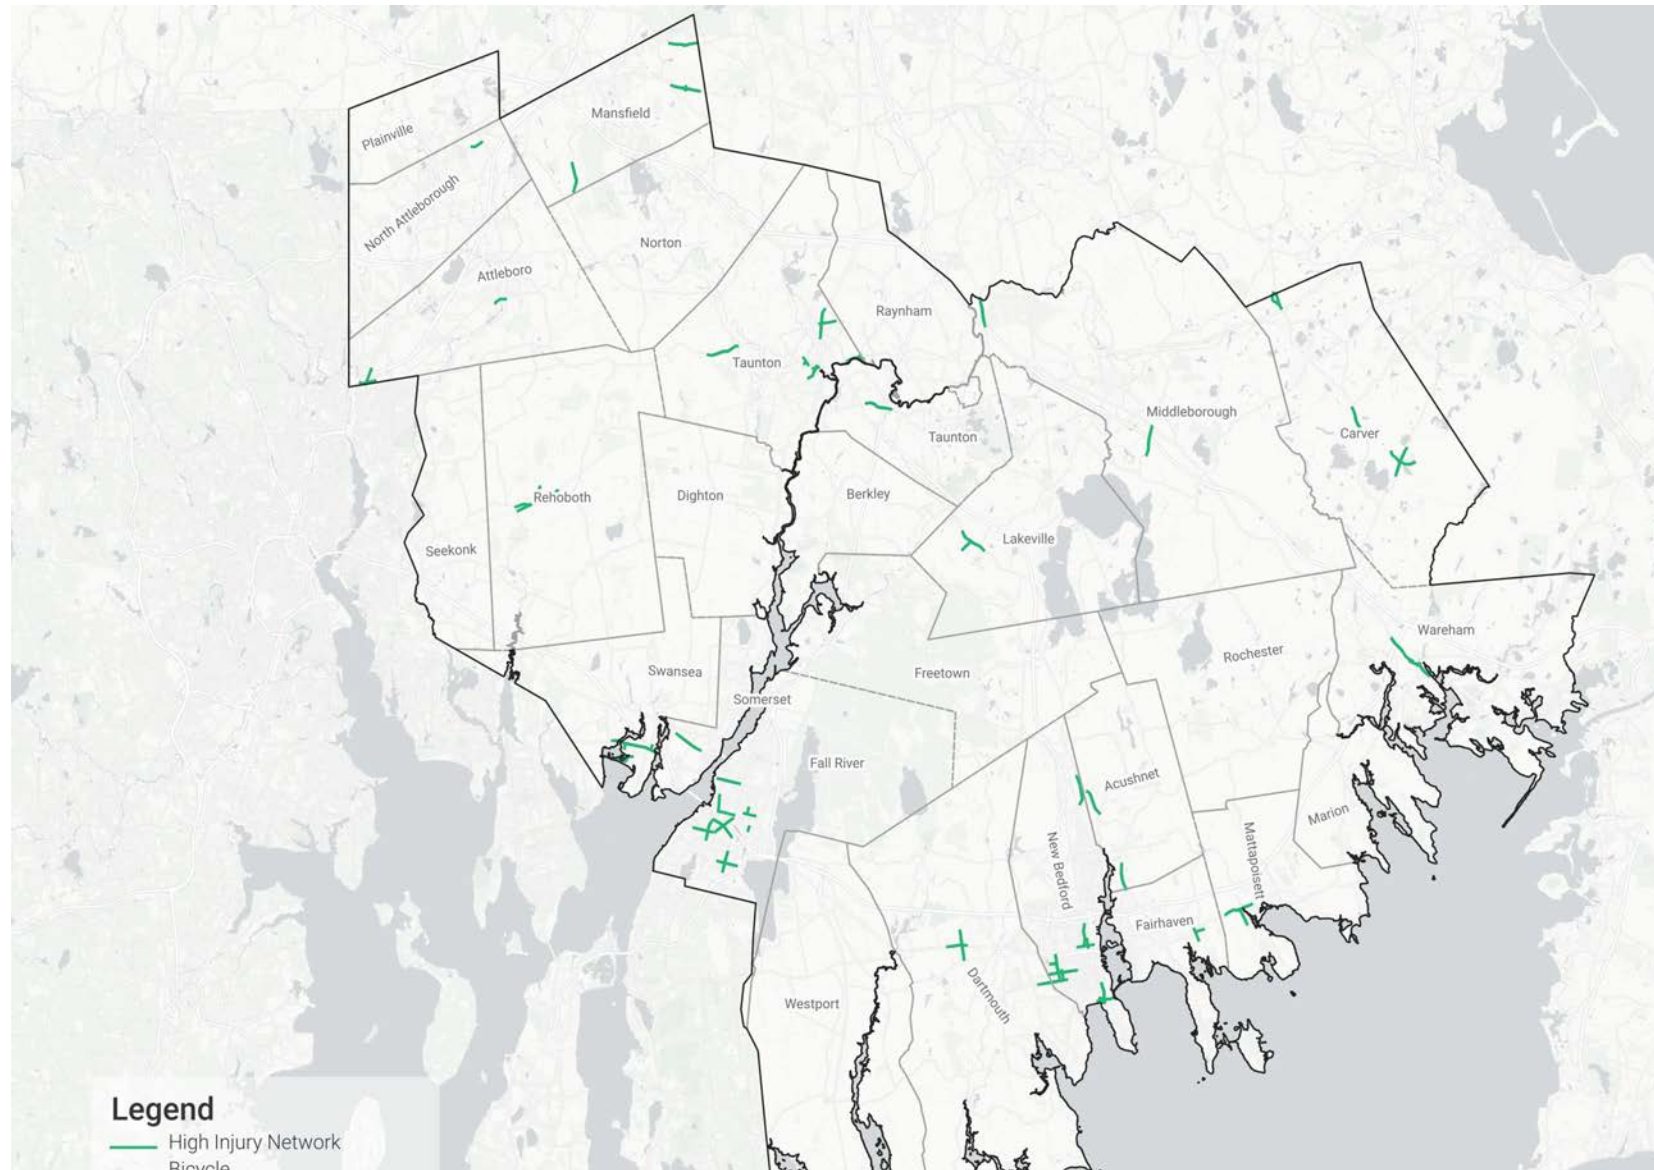 Mansfield
Plainville
North Attleborough
Norton
Attleboro
Raynham
Taunton
Middleborough
Carver
Taunton
Rehoboth
Dighton
Berkley
Lakeville
Seekonk
Wareham
Rochester
Swansea
Freetown
Somerset
Fall River
Acushnet
Marion
New Bedford
Mattapoisett
Fairhaven
Dartmouth
Westport
Legend
High Injury Network
Bicycle